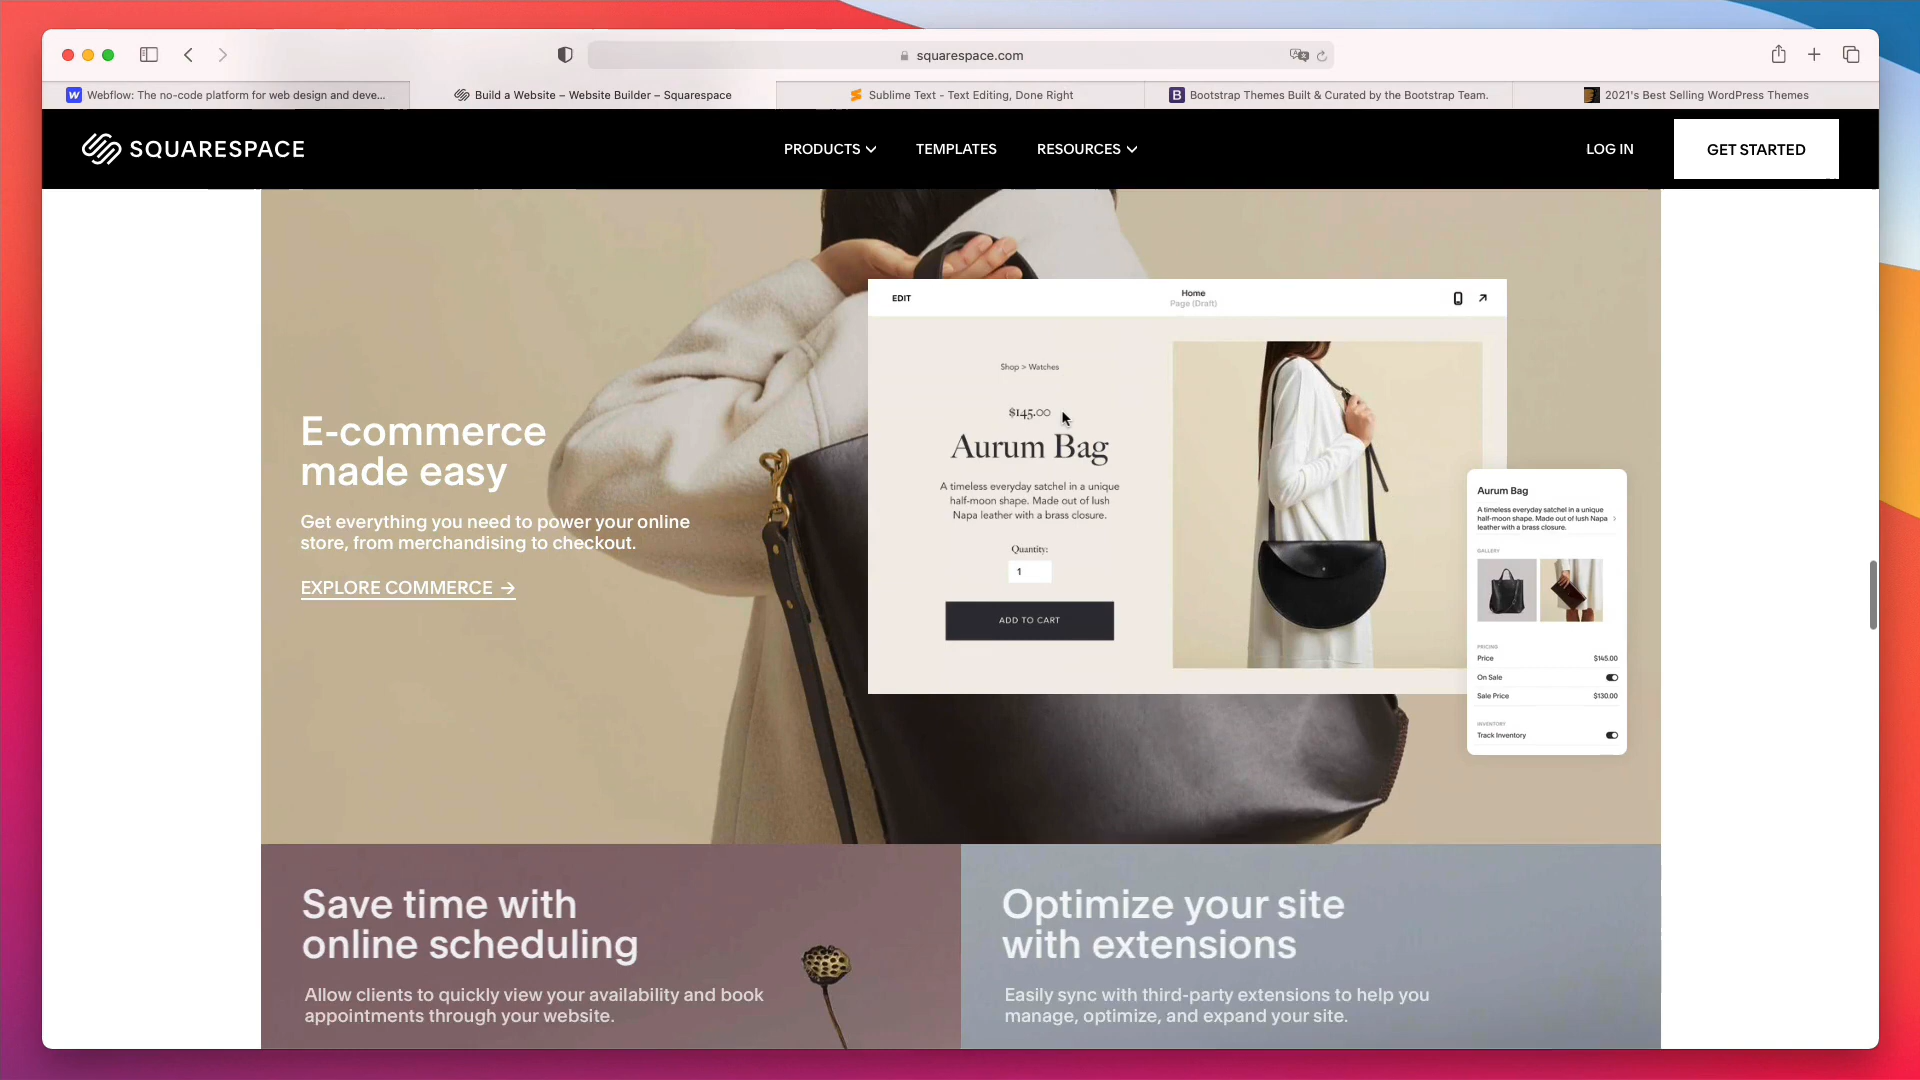 squarespace.com
Webflow: The no-code platform for web design and deve...
Build a Website – Website Builder – Squarespace
Sublime Text - Text Editing, Done Right
B Bootstrap Themes Built & Curated by the Bootstrap Team.
2021's Best Selling WordPress Themes
SQUARESPACE
PRODUCTS
TEMPLATES
RESOURCES
LOG IN
GET STARTED
E-commerce
made easy
Get everything you need to power your online
store, from merchandising to checkout.
EXPLORE COMMERCE →
EDIT
Home
Page (Draft)
Shop > Watches
$145.00
Aurum Bag
A timeless everyday satchel in a unique
half-moon shape. Made out of lush
Napa leather with a brass closure.
Quantity:
1
ADD TO CART
Aurum Bag
A timeless everyday satchel in a unique
half-moon shape. Made out of lush Napa
leather with a brass closure.
GALLERY
PRICING
Price $145.00
On Sale
Sale Price $130.00
INVENTORY
Track Inventory
Save time with
online scheduling
Allow clients to quickly view your availability and book
appointments through your website.
Optimize your site
with extensions
Easily sync with third-party extensions to help you
manage, optimize, and expand your site.